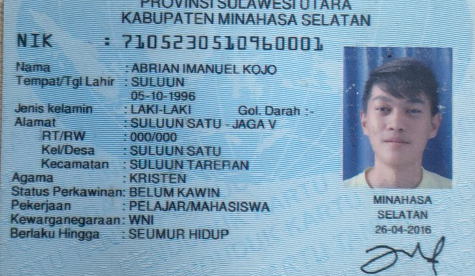 PROVINSI SULAWESI UTARA
KABUPATEN MINAHASA SELATAN
NIK : 7105230510960001
Nama : ABRIAN IMANUEL KOJO
Tempat/Tgl Lahir : SULUUN
05-10-1996
Jenis kelamin : LAKI-LAKI Gol. Darah :-
Alamat : SULUUN SATU - JAGA V
RT/RW : 000/000
Kel/Desa : SULUUN SATU
Kecamatan : SULUUN TARERAN
Agama : KRISTEN
Status Perkawinan: BELUM KAWIN
Pekerjaan : PELAJAR/MAHASISWA
Kewarganegaraan: WNI
Berlaku Hingga : SEUMUR HIDUP
MINAHASA
SELATAN
26-04-2016